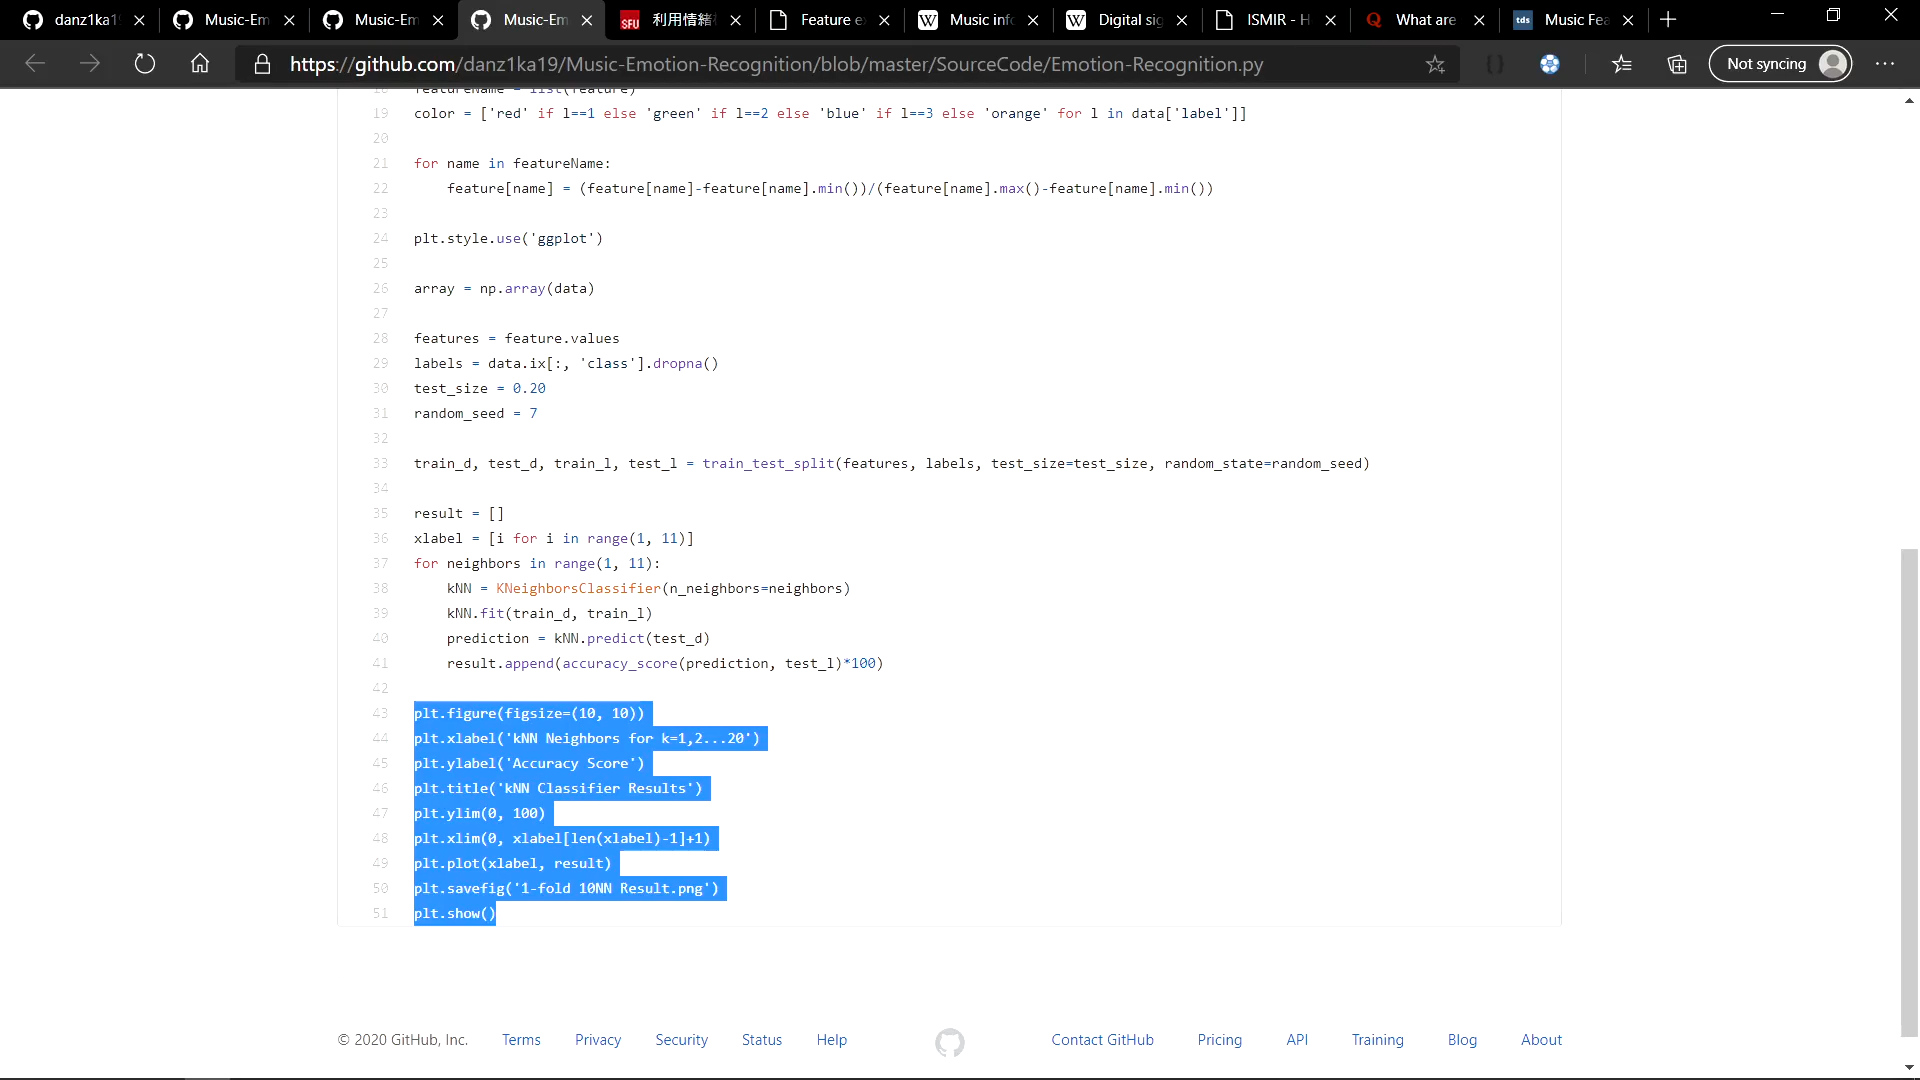 danz1ka1
Music-Em
Music-Em
Music-Em
SFU 利用情緒
Feature e
W Music info
W Digital sig
ISMIR - H
Q What are
tds Music Fea
https://github.com/danz1ka19/Music-Emotion-Recognition/blob/master/SourceCode/Emotion-Recognition.py
Not syncing
18 featureName = list(feature)
19 color = ['red' if l==1 else 'green' if l==2 else 'blue' if l==3 else 'orange' for l in data['label']]
20
21 for name in featureName:
22 feature[name] = (feature[name]-feature[name].min())/(feature[name].max()-feature[name].min())
23
24 plt.style.use('ggplot')
25
26 array = np.array(data)
27
28 features = feature.values
29 labels = data.ix[:, 'class'].dropna()
30 test_size = 0.20
31 random_seed = 7
32
33 train_d, test_d, train_l, test_l = train_test_split(features, labels, test_size=test_size, random_state=random_seed)
34
35 result = []
36 xlabel = [i for i in range(1, 11)]
37 for neighbors in range(1, 11):
38 kNN = KNeighborsClassifier(n_neighbors=neighbors)
39 kNN.fit(train_d, train_l)
40 prediction = kNN.predict(test_d)
41 result.append(accuracy_score(prediction, test_l)*100)
42
43 plt.figure(figsize=(10, 10))
44 plt.xlabel('kNN Neighbors for k=1,2...20')
45 plt.ylabel('Accuracy Score')
46 plt.title('kNN Classifier Results')
47 plt.ylim(0, 100)
48 plt.xlim(0, xlabel[len(xlabel)-1]+1)
49 plt.plot(xlabel, result)
50 plt.savefig('1-fold 10NN Result.png')
51 plt.show()
© 2020 GitHub, Inc. Terms Privacy Security Status Help Contact GitHub Pricing API Training Blog About